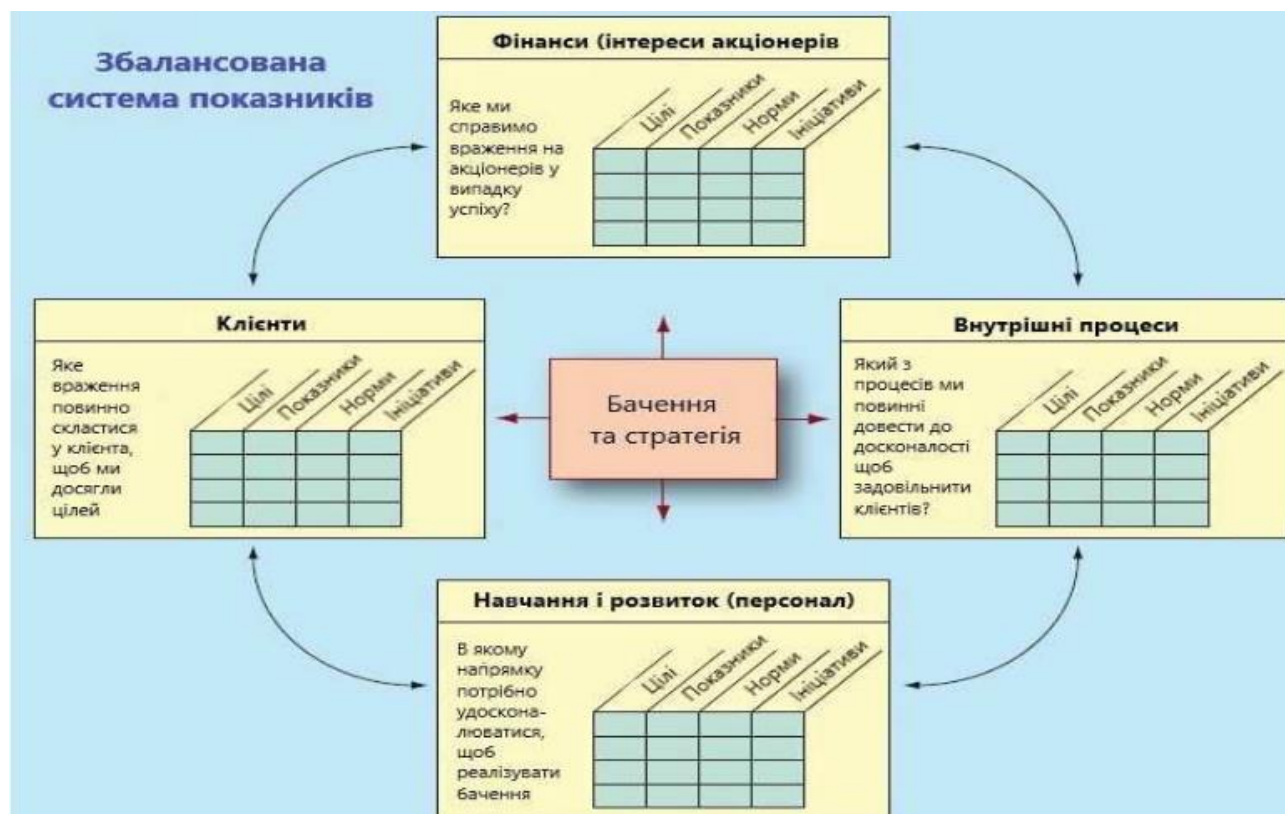 Збалансована
система показників
Фінанси (інтереси акціонерів
Яке ми
справимо
враження на
акціонерів у
випадку
успіху?
Цілі
Показники
Норми
Ініціативи
Клієнти
Яке
враження
повинно
скластися
у клієнта,
щоб ми
досягли
цілей
Цілі
Показники
Норми
Ініціативи
Бачення
та стратегія
Внутрішні процеси
Який з
процесів ми
повинні
довести до
досконалості
щоб
задовільнити
клієнтів?
Цілі
Показники
Норми
Ініціативи
Навчання і розвиток (персонал)
В якому
напрямку
потрібно
удоскона-
люватися,
щоб
реалізувати
бачення
Цілі
Показники
Норми
Ініціативи